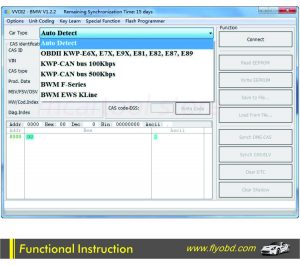 VVDI2 - BMW V1.2.2 Remaining Synchronization Time: 15 days
Options Unit Coding Key Learn Special Function Flash Programmer
Car Type
Auto Detect
Function
Auto Detect
OBDII KWP-E6X, E7X, E9X, E81, E82, E87, E89
KWP-CAN bus 100Kbps
KWP-CAN bus 500Kbps
BWM F-Series
BWM EWS KLine
Connect
CAS Identification
CAS ID
VIN
CAS type
Prod. Date
HW/Cod.Index
Diag.Index
CAS code-DSS:
Write Code
Read EEPROM
Write EEPROM
Save to File..
Load from File..
Synch DME-CAS
Synch CAS-ELV
Clear DTC
Clear Shadow
Addr: 0000 Hex: 00 Dec: 0 Bin: 00000000 Ascii:
Addr Hex Ascii
0000 00
Functional Instruction
www.flyobd.com